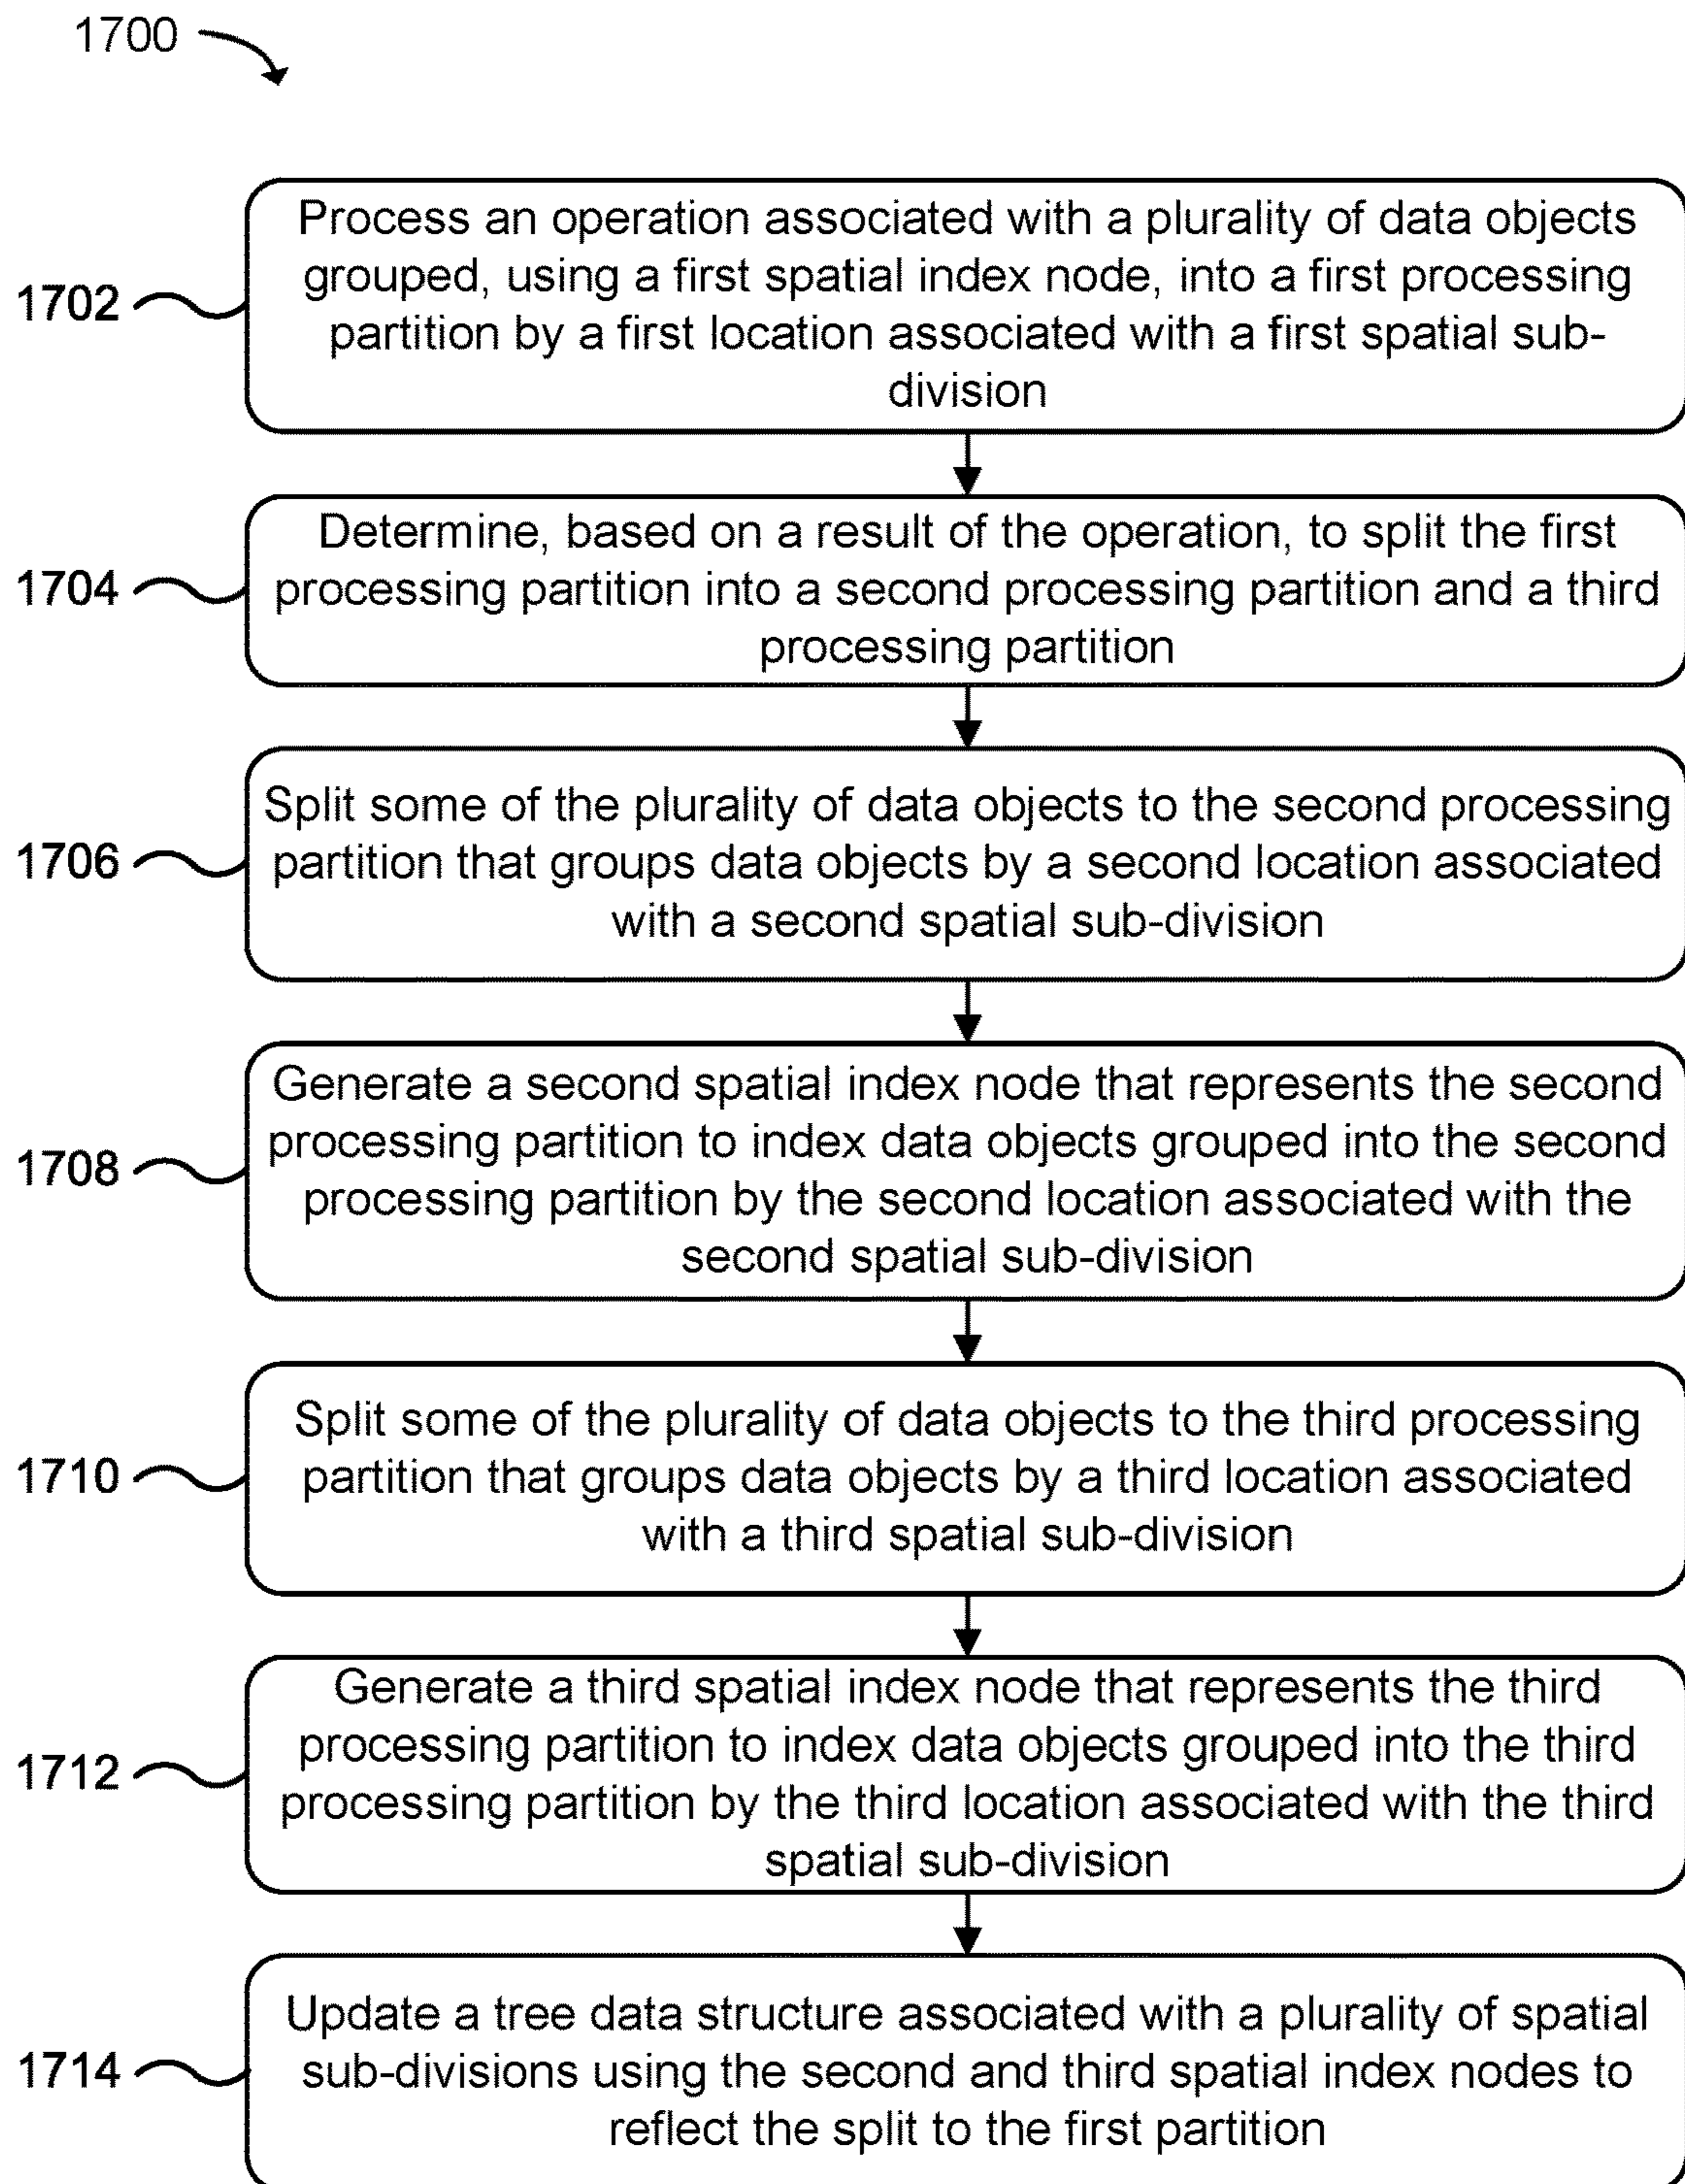 1700
Process an operation associated with a plurality of data objects
grouped, using a first spatial index node, into a first processing
partition by a first location associated with a first spatial sub-
division
1702
Determine, based on a result of the operation, to split the first
processing partition into a second processing partition and a third
processing partition
1704
Split some of the plurality of data objects to the second processing
partition that groups data objects by a second location associated
with a second spatial sub-division
1706
Generate a second spatial index node that represents the second
processing partition to index data objects grouped into the second
processing partition by the second location associated with the
second spatial sub-division
1708
Split some of the plurality of data objects to the third processing
partition that groups data objects by a third location associated
with a third spatial sub-division
1710
Generate a third spatial index node that represents the third
processing partition to index data objects grouped into the third
processing partition by the third location associated with the third
spatial sub-division
1712
Update a tree data structure associated with a plurality of spatial
sub-divisions using the second and third spatial index nodes to
reflect the split to the first partition
1714